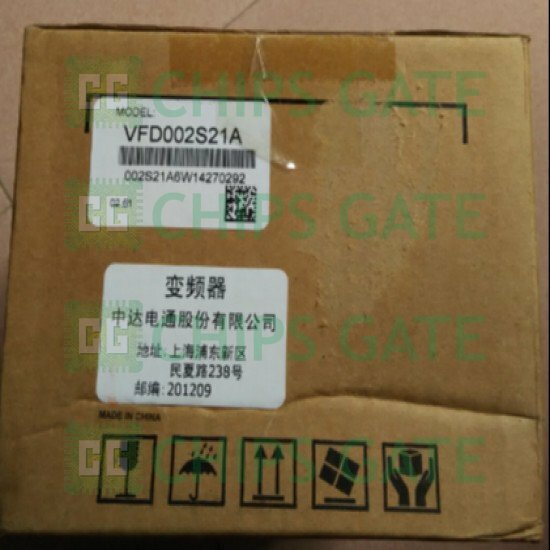 CHIPS GATE
MODEL:
VFD002S21A
002S21A6W14270292
02.01
CHIPS GATE
变频器
中达电通股份有限公司
地址:上海浦东新区
民夏路238号
邮编:201209
CHIPS GATE
MADE IN CHINA
CHIPS GATE